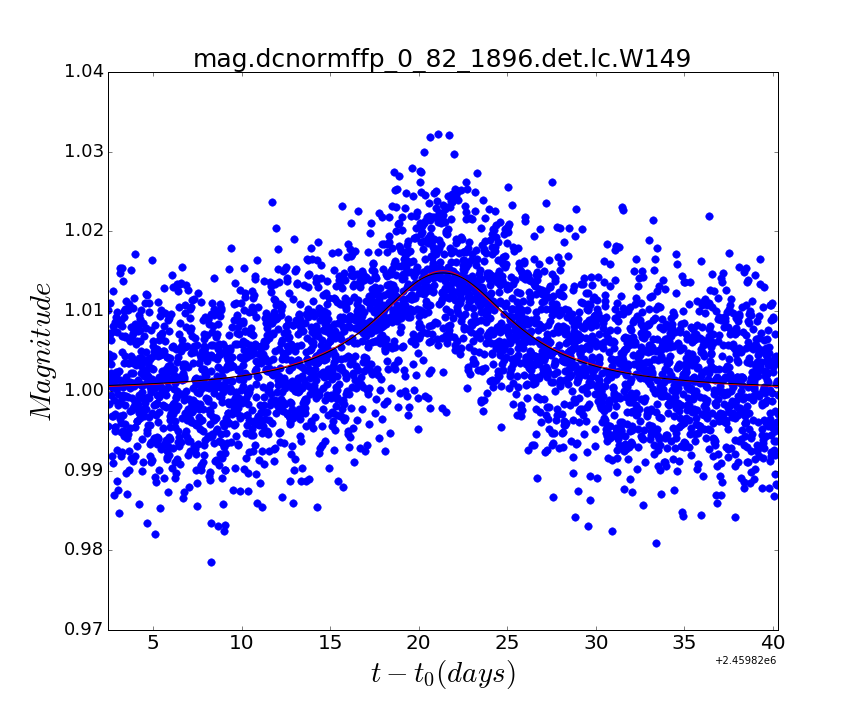 mag.dcnormffp_0_82_1896.det.lc.W149
1.04
1.03
1.02
1.01
1.00
0.99
0.98
0.97
Magnitude
5 10 15 20 25 30 35 40
+2.45982e6
t − t₀(days)